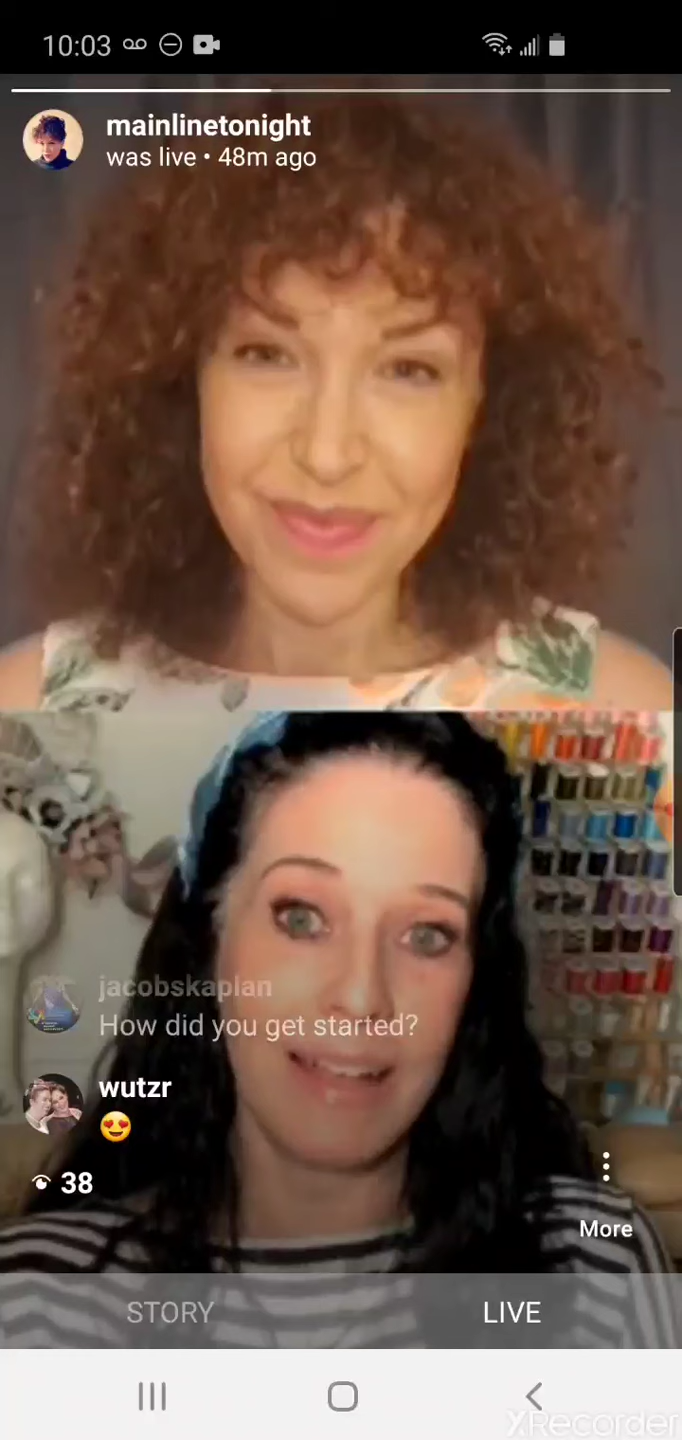 10:03
mainlinetonight
was live • 48m ago
jacobskaplan
How did you get started?
wutzr
😍
38
More
STORY
LIVE
XRecorder